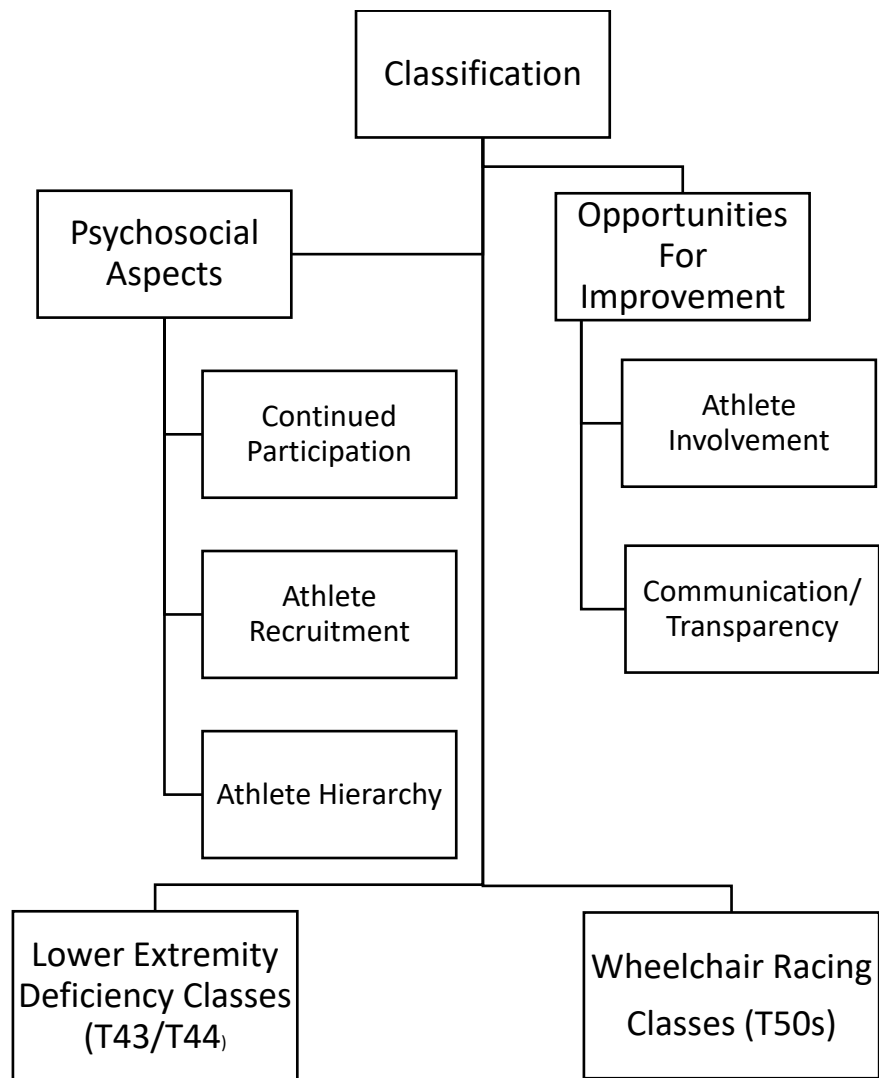 Classification
Psychosocial
Aspects
Continued
Participation
Athlete
Recruitment
Athlete Hierarchy
Opportunities
For
Improvement
Athlete
Involvement
Communication/
Transparency
Lower Extremity
Deficiency Classes
(T43/T44)
Wheelchair Racing
Classes (T50s)